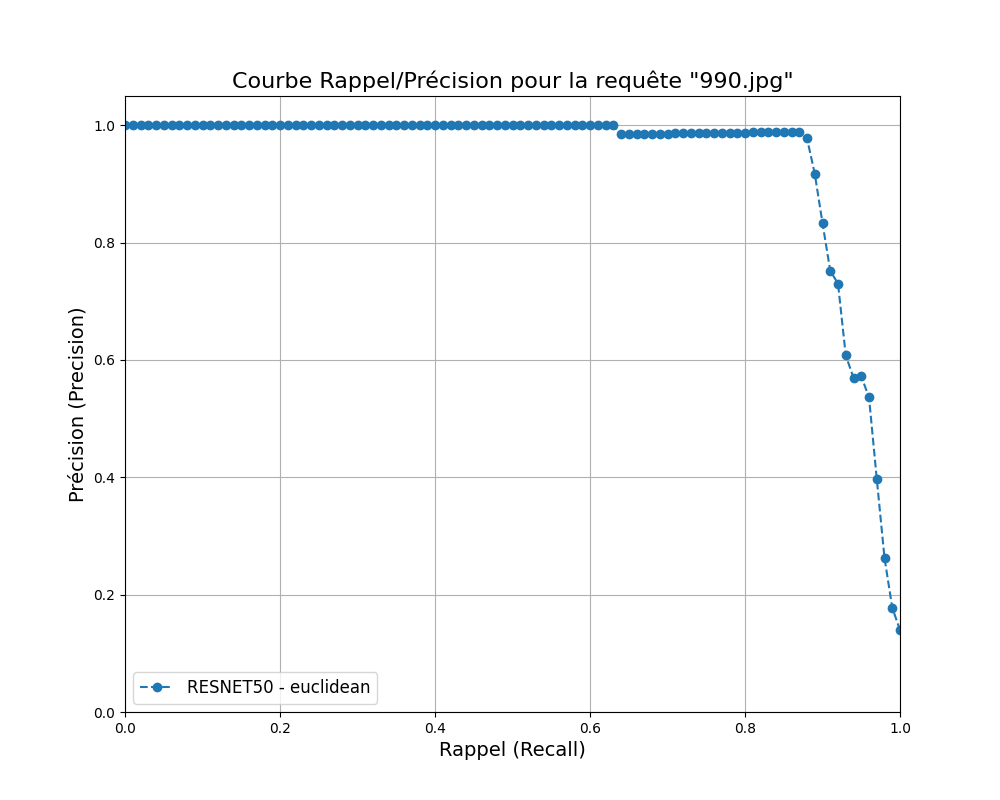 Courbe Rappel/Précision pour la requête "990.jpg"
Précision (Precision)
1.0
0.8
0.6
0.4
0.2
0.0
RESNET50 - euclidean
0.0 0.2 0.4 0.6 0.8 1.0
Rappel (Recall)